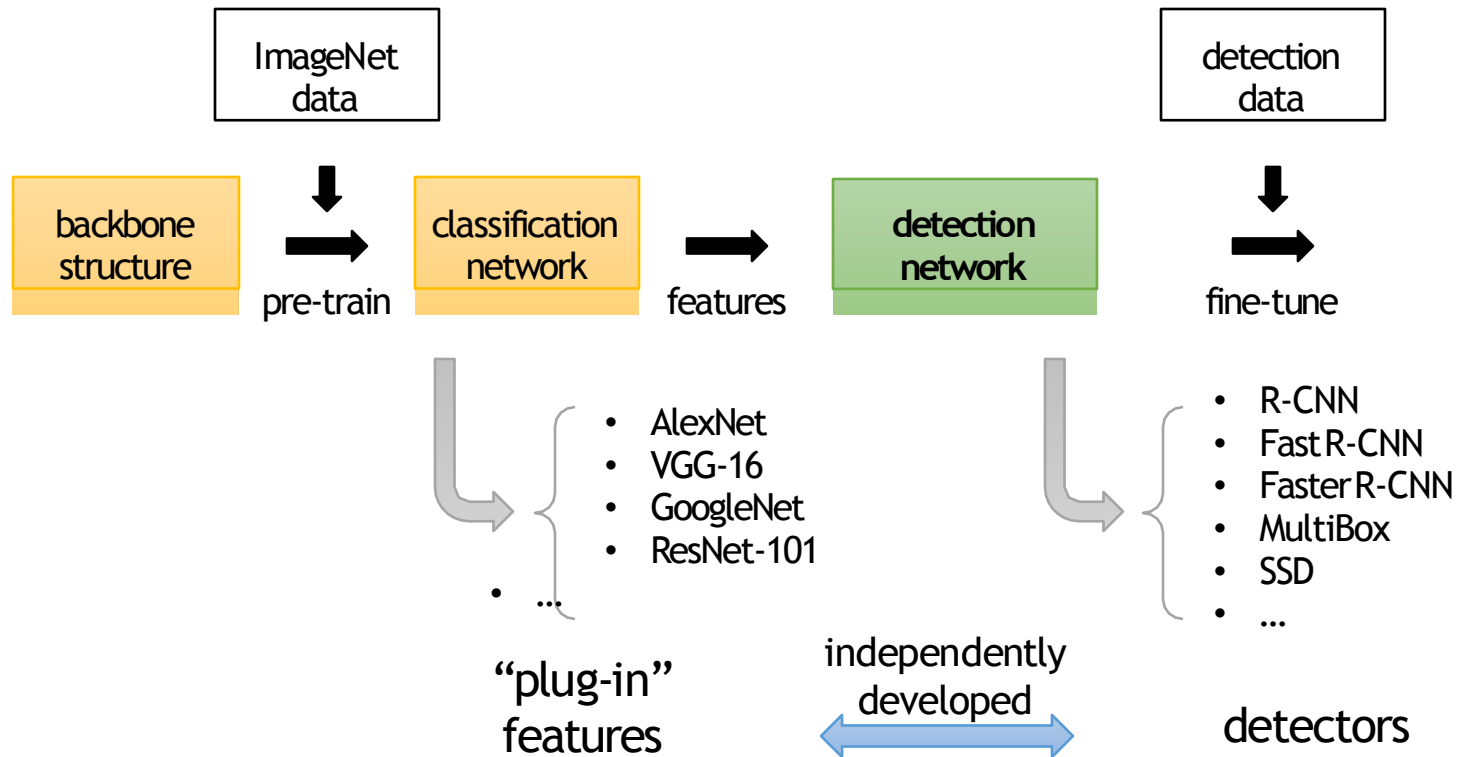 ImageNet
data
detection
data
backbone
structure
pre-train
classification
network
features
detection
network
fine-tune
• AlexNet
• VGG-16
• GoogleNet
• ResNet-101
• ...
• R-CNN
• Fast R-CNN
• Faster R-CNN
• MultiBox
• SSD
• ...
“plug-in”
features
independently
developed
detectors